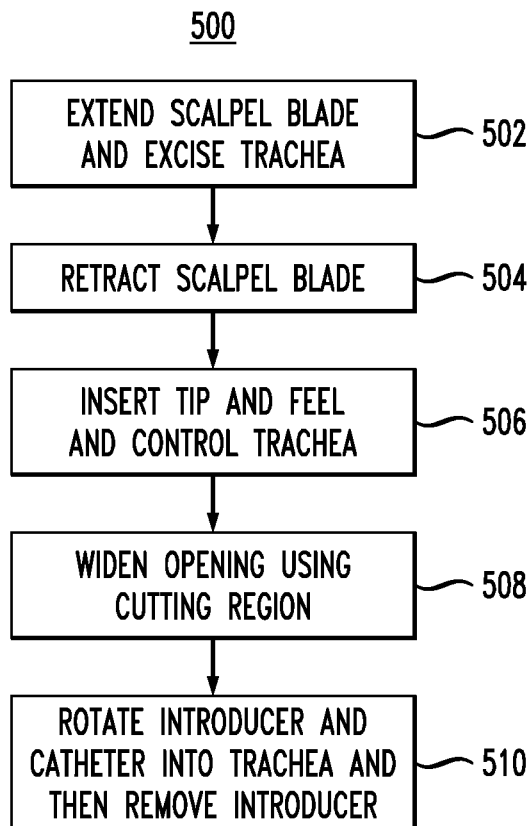 500
EXTEND SCALPEL BLADE
AND EXCISE TRACHEA
502
RETRACT SCALPEL BLADE
504
INSERT TIP AND FEEL
AND CONTROL TRACHEA
506
WIDEN OPENING USING
CUTTING REGION
508
ROTATE INTRODUCER AND
CATHETER INTO TRACHEA AND
THEN REMOVE INTRODUCER
510